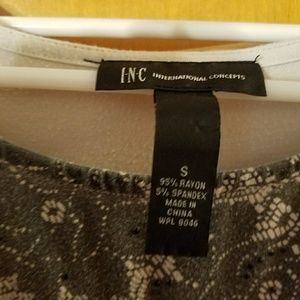 I·N·C INTERNATIONAL CONCEPTS
S
95% RAYON
5% SPANDEX
MADE IN
CHINA
WPL 9046